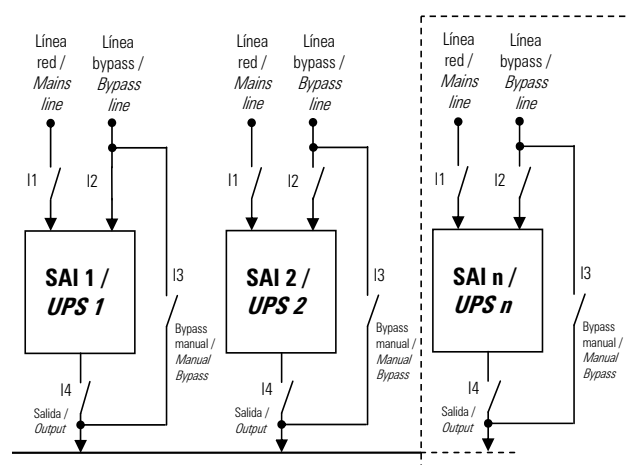 Línea
red /
Mains
line
Línea
bypass /
Bypass
line
I1
I2
SAI 1 /
UPS 1
I3
Bypass
manual /
Manual
Bypass
I4
Salida /
Output
Línea
red /
Mains
line
Línea
bypass /
Bypass
line
I1
I2
SAI 2 /
UPS 2
I3
Bypass
manual /
Manual
Bypass
I4
Salida /
Output
Línea
red /
Mains
line
Línea
bypass /
Bypass
line
I1
I2
SAI n /
UPS n
I3
Bypass
manual /
Manual
Bypass
I4
Salida /
Output